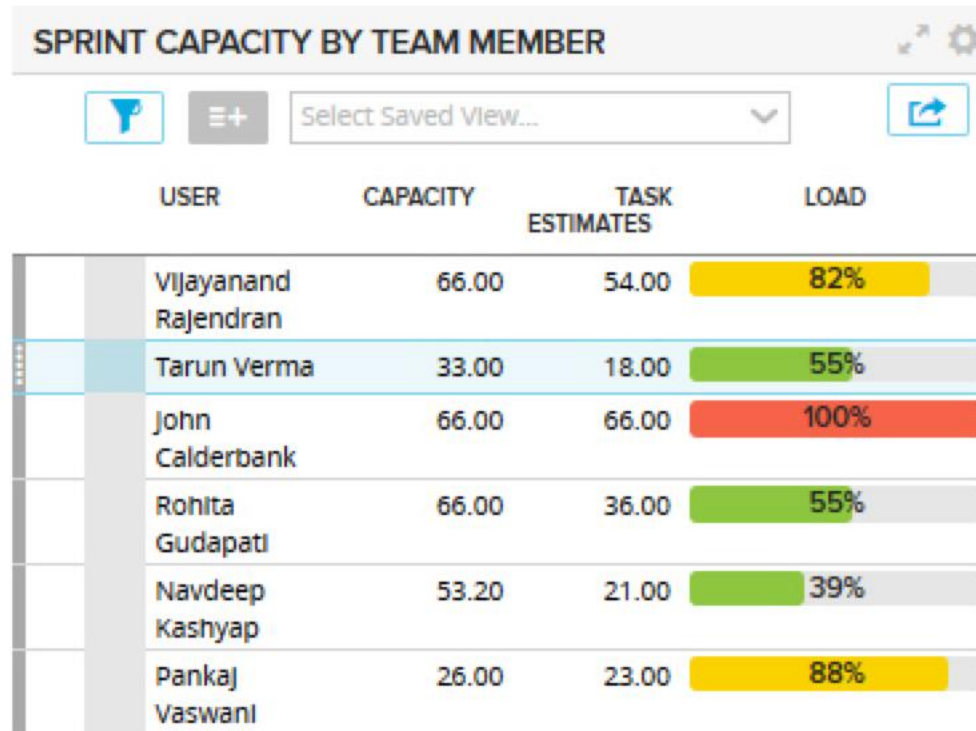 SPRINT CAPACITY BY TEAM MEMBER
Select Saved View...
USER CAPACITY TASK ESTIMATES LOAD
Vijayanand 66.00 54.00 82%
Rajendran
Tarun Verma 33.00 18.00 55%
John 66.00 66.00 100%
Calderbank
Rohita 66.00 36.00 55%
Gudapati
Navdeep 53.20 21.00 39%
Kashyap
Pankaj 26.00 23.00 88%
Vaswani